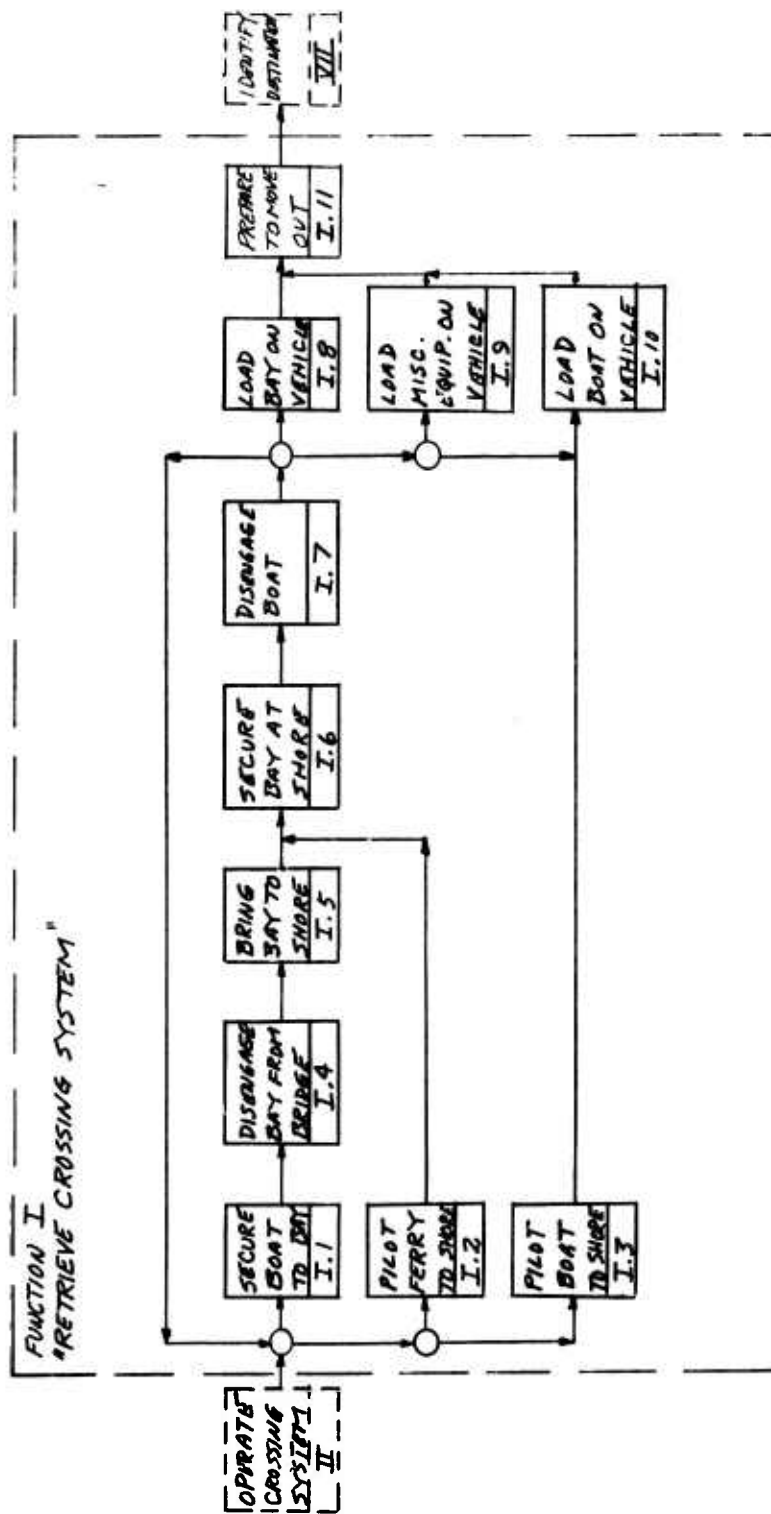 FUNCTION I
"RETRIEVE CROSSING SYSTEM"
OPERATE
CROSSING
SYSTEM
II
SECURE
BOAT
TO BAY
I.1
PILOT
FERRY
TO SHORE
I.2
PILOT
BOAT
TO SHORE
I.3
DISENGAGE
BAY FROM
BRIDGE
I.4
BRING
BAY TO
SHORE
I.5
SECURE
BAY AT
SHORE
I.6
DISENGAGE
BOAT
I.7
LOAD
BAY ON
VEHICLE
I.8
LOAD
MISC.
EQUIP. ON
VEHICLE
I.9
LOAD
BOAT ON
VEHICLE
I.10
PREPARE
TO MOVE
OUT
I.11
IDENTIFY
DESTINATION
VII